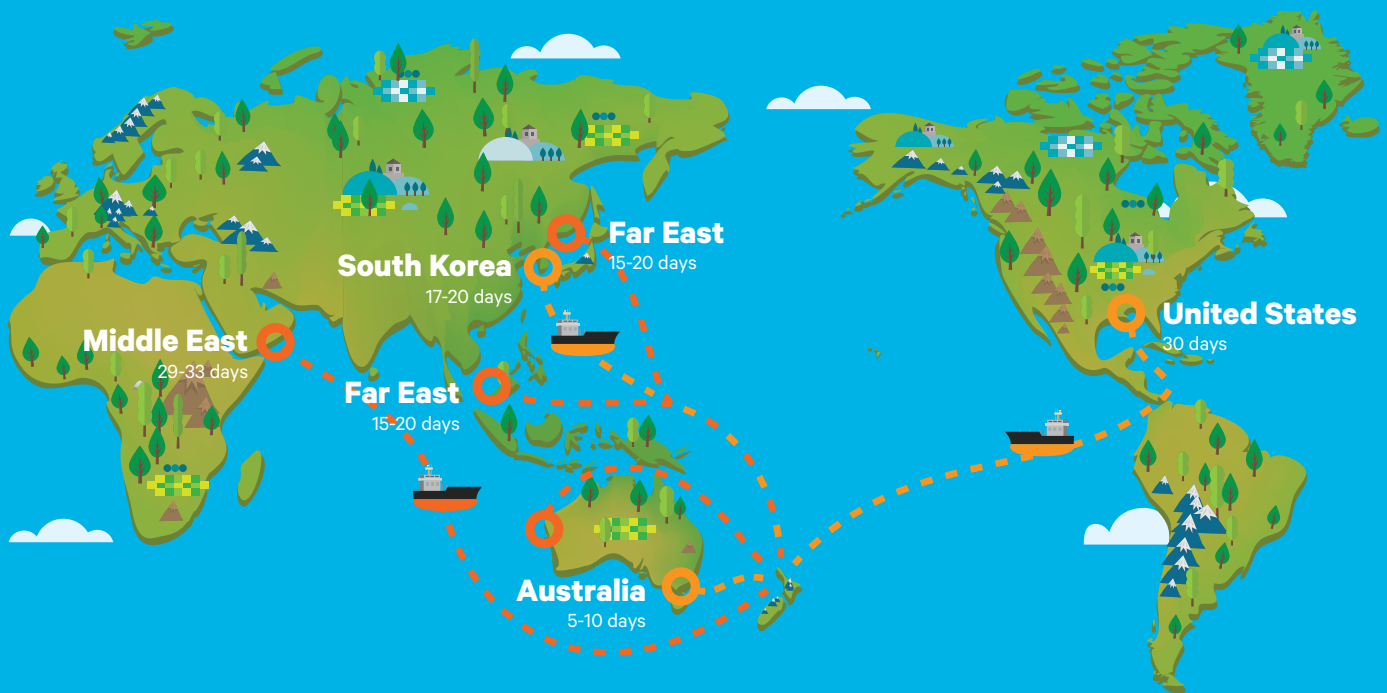 Far East
15-20 days
South Korea
17-20 days
United States
30 days
Middle East
29-33 days
Far East
15-20 days
Australia
5-10 days